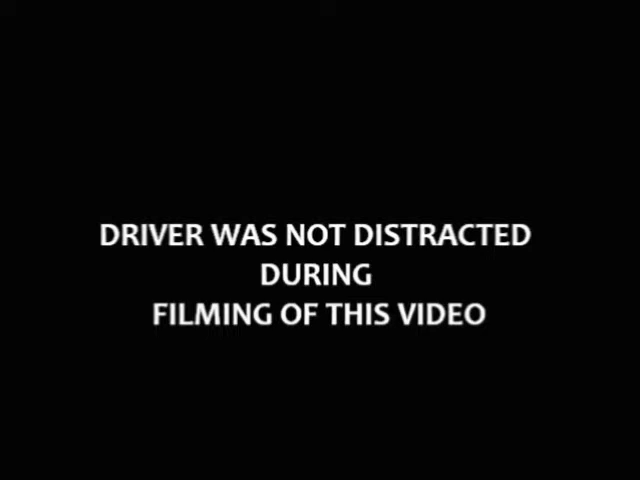 DRIVER WAS NOT DISTRACTED
DURING
FILMING OF THIS VIDEO